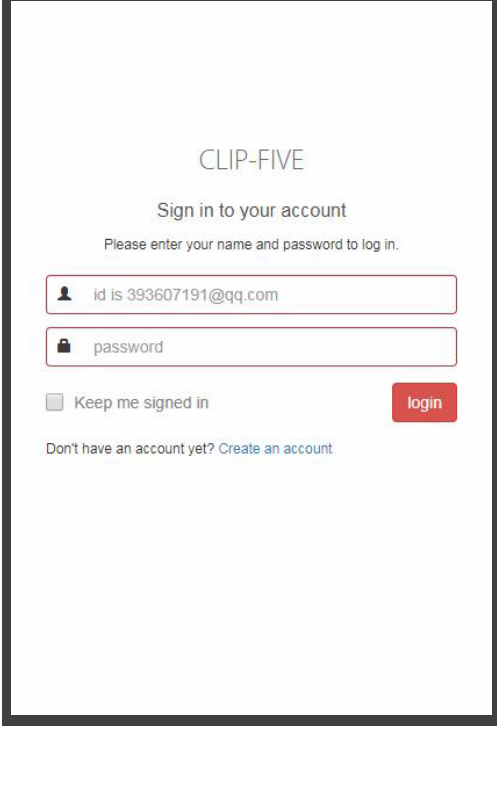 CLIP-FIVE
Sign in to your account
Please enter your name and password to log in.
id is 393607191@qq.com
password
Keep me signed in
login
Don't have an account yet? Create an account